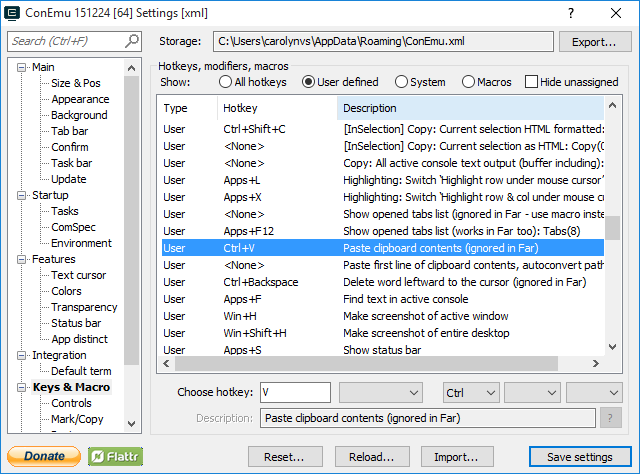 ConEmu 151224 [64] Settings [xml]
Search (Ctrl+F)
Storage: C:\Users\carolynvs\AppData\Roaming\ConEmu.xml Export...
Main
Size & Pos
Appearance
Background
Tab bar
Confirm
Task bar
Update
Startup
Tasks
ComSpec
Environment
Features
Text cursor
Colors
Transparency
Status bar
App distinct
Integration
Default term
Keys & Macro
Controls
Mark/Copy
Hotkeys, modifiers, macros
Show: All hotkeys User defined System Macros Hide unassigned
Type Hotkey Description
User Ctrl+Shift+C [InSelection] Copy: Current selection HTML formatted:
User <None> [InSelection] Copy: Current selection as HTML: Copy(0
User <None> Copy: All active console text output (buffer including):
User Apps+L Highlighting: Switch ‘Highlight row under mouse cursor’
User Apps+X Highlighting: Switch ‘Highlight row & col under mouse
User <None> Show opened tabs list (ignored in Far - use macro inste
User Apps+F12 Show opened tabs list (works in Far too): Tabs(8)
User Ctrl+V Paste clipboard contents (ignored in Far)
User <None> Paste first line of clipboard contents, autoconvert path
User Ctrl+Backspace Delete word leftward to the cursor (ignored in Far)
User Apps+F Find text in active console
User Win+H Make screenshot of active window
User Win+Shift+H Make screenshot of entire desktop
User Apps+S Show status bar
Choose hotkey: V Ctrl
Description: Paste clipboard contents (ignored in Far) ?
Donate Flattr Reset... Reload... Import... Save settings